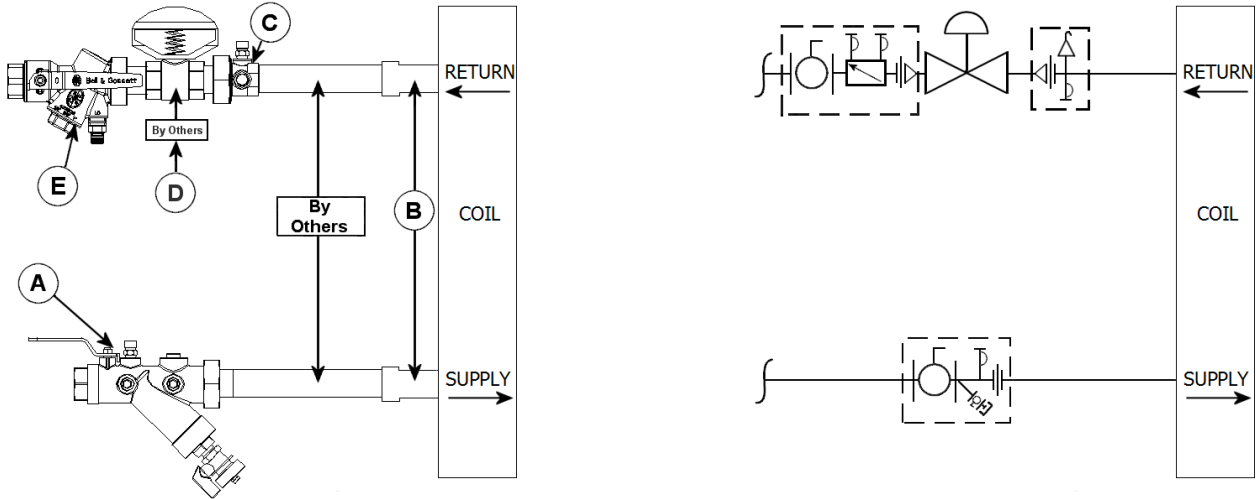 C
RETURN
Bell & Gossett
By Others
E
D
By
Others
B
COIL
A
SUPPLY
RETURN
COIL
SUPPLY